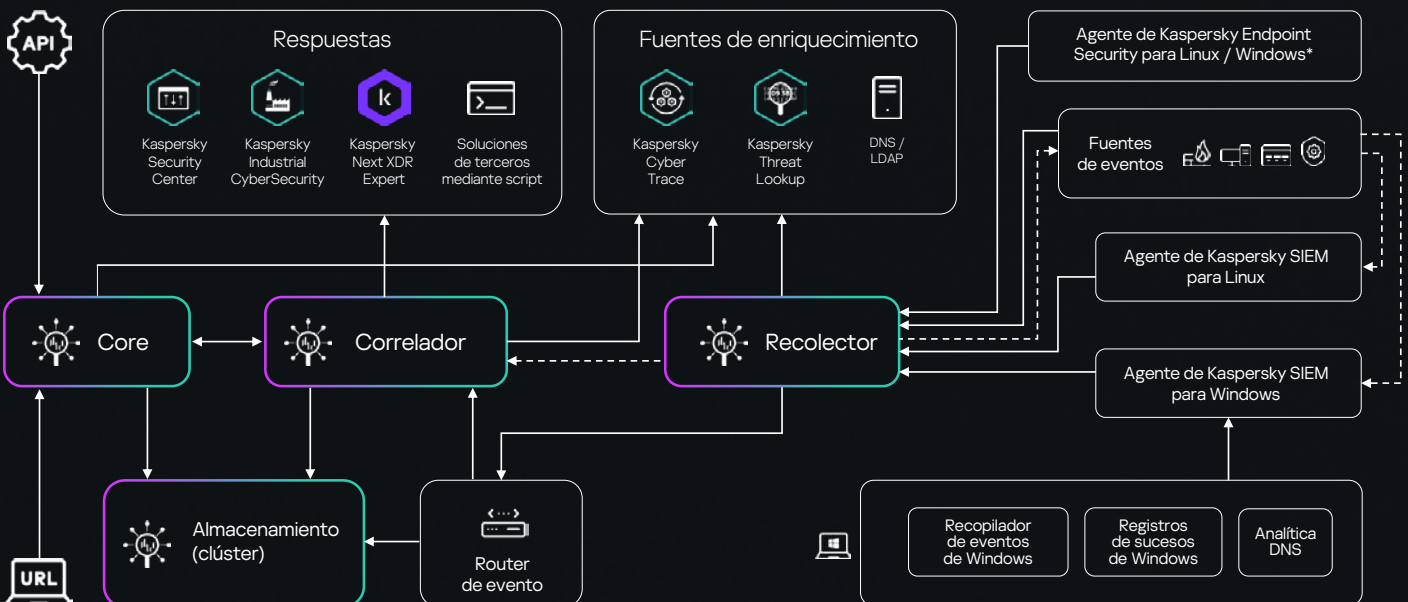 API
Respuestas
Kaspersky
Security
Center
Kaspersky
Industrial
CyberSecurity
k
Kaspersky
Next XDR
Expert
Soluciones
de terceros
mediante script
Fuentes de enriquecimiento
Kaspersky
Cyber
Trace
Kaspersky
Threat
Lookup
DNS /
LDAP
Agente de Kaspersky Endpoint
Security para Linux / Windows*
Fuentes
de eventos
Agente de Kaspersky SIEM
para Linux
Agente de Kaspersky SIEM
para Windows
Core
Correlador
Recolector
Almacenamiento
(clúster)
Router
de evento
Recopilador
de eventos
de Windows
Registros
de sucesos
de Windows
Analítica
DNS
URL